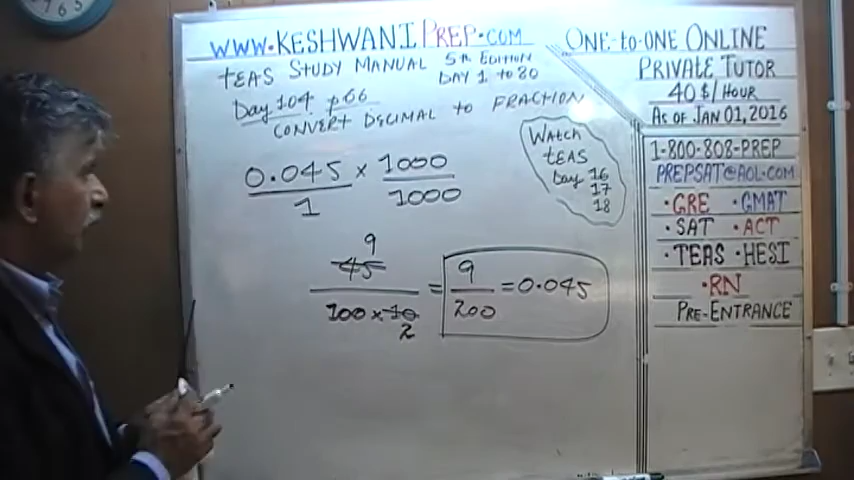 WWW.KESHWANIPREP.COM
TEAS STUDY MANUAL 5TH EDITION
DAY 1 TO 80
Day 104 p66
CONVERT DECIMAL TO FRACTION
WATCH
TEAS
Day 16
17
18
0.045 × 1000
1 1000
9
45
100 × 10
2
= 9 = 0.045
200
ONE-TO-ONE ONLINE
PRIVATE TUTOR
40 $/HOUR
AS OF JAN 01, 2016
1-800-808-PREP
PREPSAT@AOL.COM
• GRE • GMAT
• SAT • ACT
• TEAS • HESI
• RN
PRE-ENTRANCE